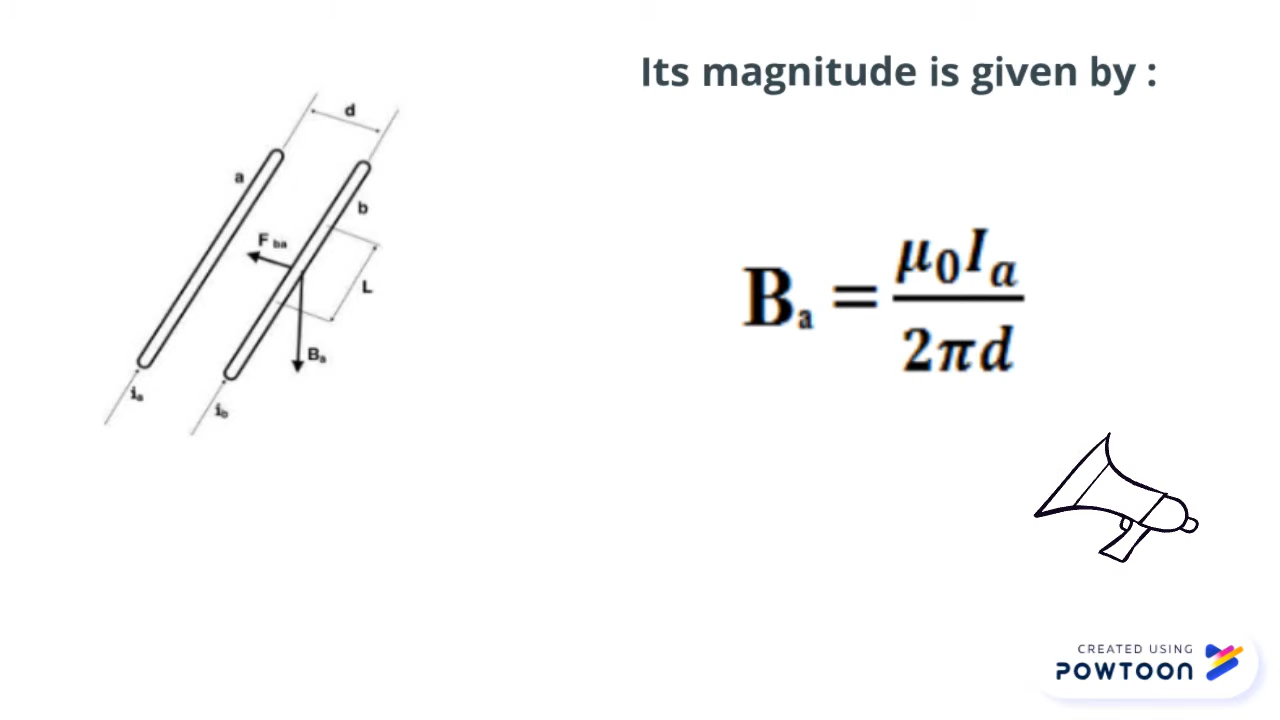 Its magnitude is given by :
d
a
b
F ba
L
Ba
ia
ib
Ba = μ0Ia / 2πd
CREATED USING
POWTOON